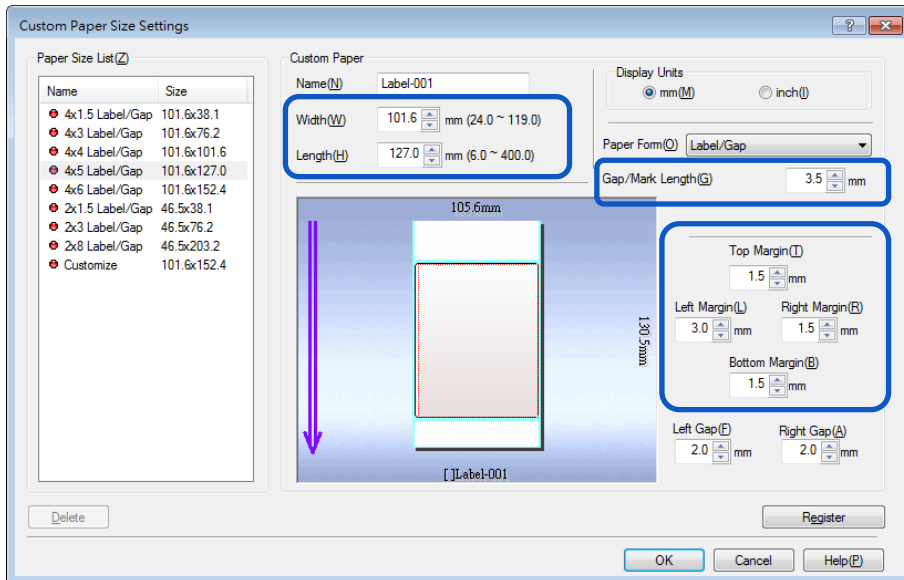 Custom Paper Size Settings
Paper Size List(Z)
Name Size
4x1.5 Label/Gap 101.6x38.1
4x3 Label/Gap 101.6x76.2
4x4 Label/Gap 101.6x101.6
4x5 Label/Gap 101.6x127.0
4x6 Label/Gap 101.6x152.4
2x1.5 Label/Gap 46.5x38.1
2x3 Label/Gap 46.5x76.2
2x8 Label/Gap 46.5x203.2
Customize 101.6x152.4
Delete
Custom Paper
Name(N) Label-001
Width(W) 101.6 mm (24.0 ~ 119.0)
Length(H) 127.0 mm (6.0 ~ 400.0)
105.6mm
130.5mm
[ ]Label-001
Display Units
mm(M) inch(I)
Paper Form(O) Label/Gap
Gap/Mark Length(G) 3.5 mm
Top Margin(T)
1.5 mm
Left Margin(L) Right Margin(R)
3.0 mm 1.5 mm
Bottom Margin(B)
1.5 mm
Left Gap(F) Right Gap(A)
2.0 mm 2.0 mm
Register
OK Cancel Help(P)